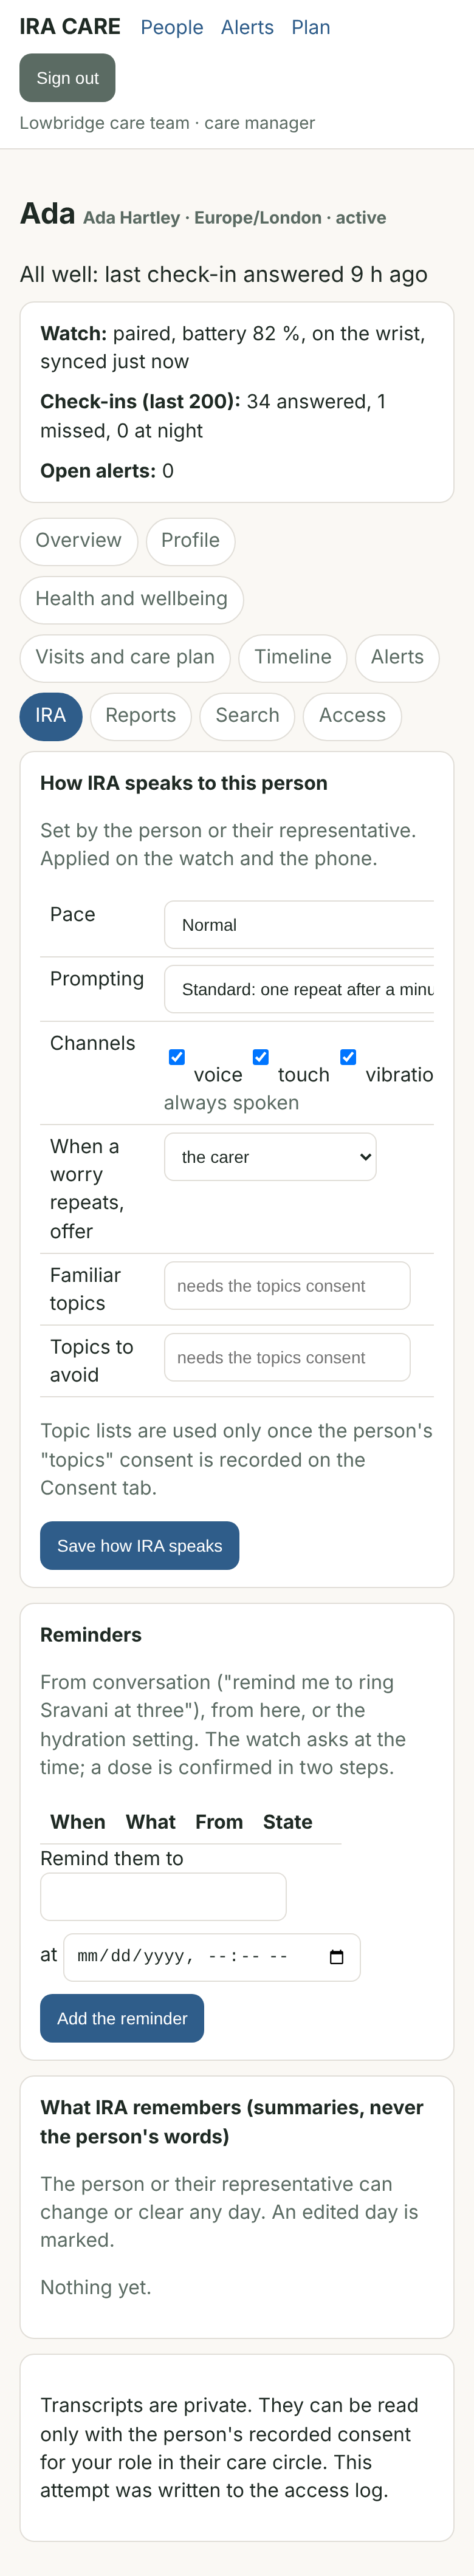 IRA CARE People Alerts Plan
Sign out
Lowbridge care team · care manager
Ada Ada Hartley · Europe/London · active
All well: last check-in answered 9 h ago
Watch: paired, battery 82 %, on the wrist,
synced just now
Check-ins (last 200): 34 answered, 1
missed, 0 at night
Open alerts: 0
Overview Profile
Health and wellbeing
Visits and care plan Timeline Alerts
IRA Reports Search Access
How IRA speaks to this person
Set by the person or their representative.
Applied on the watch and the phone.
Pace Normal
Prompting Standard: one repeat after a minu
Channels
voice touch vibratio
always spoken
When a the carer
worry
repeats,
offer
Familiar needs the topics consent
topics
Topics to needs the topics consent
avoid
Topic lists are used only once the person's
"topics" consent is recorded on the
Consent tab.
Save how IRA speaks
Reminders
From conversation ("remind me to ring
Sravani at three"), from here, or the
hydration setting. The watch asks at the
time; a dose is confirmed in two steps.
When What From State
Remind them to
at mm/dd/yyyy, --:-- --
Add the reminder
What IRA remembers (summaries, never
the person's words)
The person or their representative can
change or clear any day. An edited day is
marked.
Nothing yet.
Transcripts are private. They can be read
only with the person's recorded consent
for your role in their care circle. This
attempt was written to the access log.